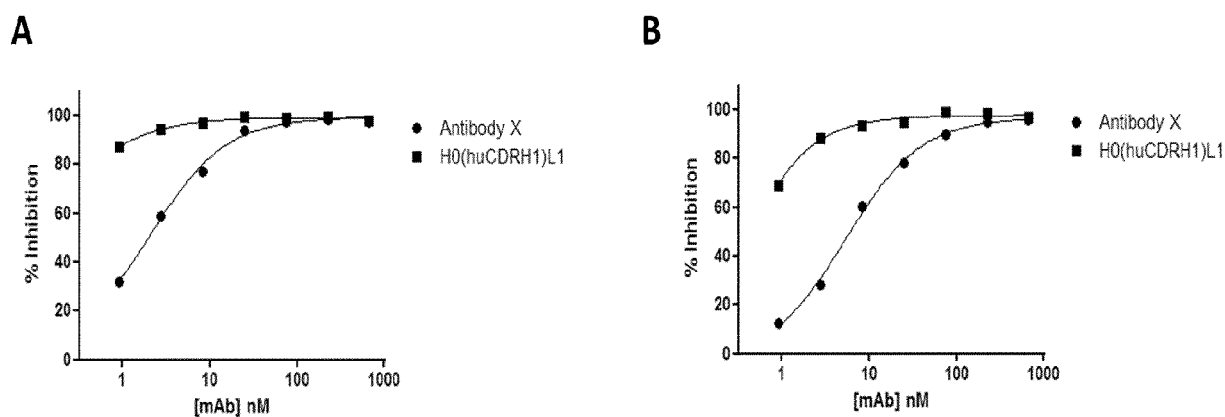 A
% Inhibition
100
80
60
40
20
0
1 10 100 1000
[mAb] nM
Antibody X
H0(huCDRH1)L1
B
% Inhibition
100
80
60
40
20
0
1 10 100 1000
[mAb] nM
Antibody X
H0(huCDRH1)L1